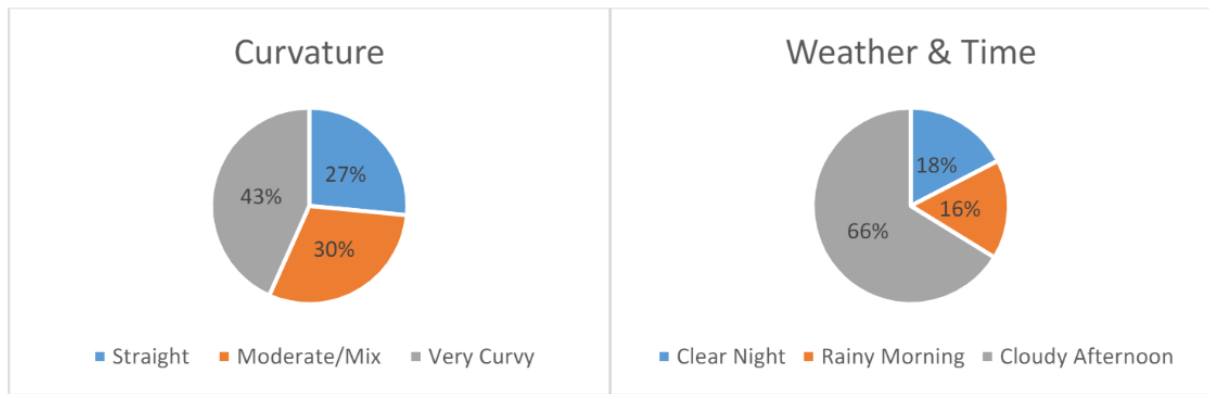 Curvature
27%
43%
30%
Straight Moderate/Mix Very Curvy
Weather & Time
18%
16%
66%
Clear Night Rainy Morning Cloudy Afternoon